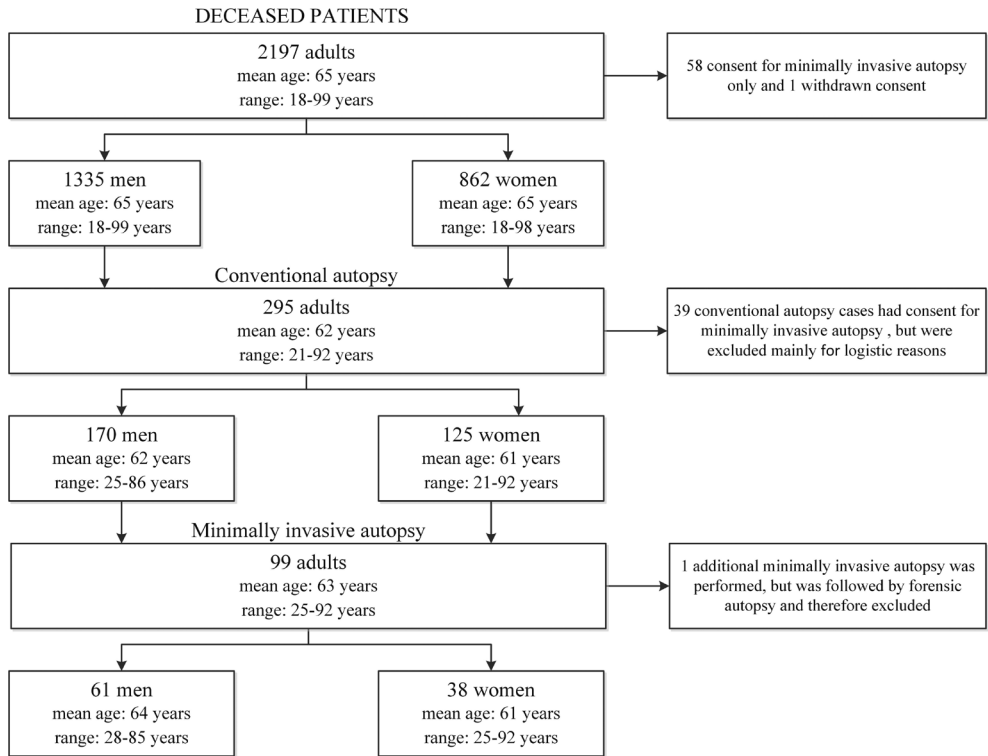 DECEASED PATIENTS
2197 adults
mean age: 65 years
range: 18-99 years
58 consent for minimally invasive autopsy
only and 1 withdrawn consent
1335 men
mean age: 65 years
range: 18-99 years
862 women
mean age: 65 years
range: 18-98 years
Conventional autopsy
295 adults
mean age: 62 years
range: 21-92 years
39 conventional autopsy cases had consent for
minimally invasive autopsy , but were
excluded mainly for logistic reasons
170 men
mean age: 62 years
range: 25-86 years
125 women
mean age: 61 years
range: 21-92 years
Minimally invasive autopsy
99 adults
mean age: 63 years
range: 25-92 years
1 additional minimally invasive autopsy was
performed, but was followed by forensic
autopsy and therefore excluded
61 men
mean age: 64 years
range: 28-85 years
38 women
mean age: 61 years
range: 25-92 years